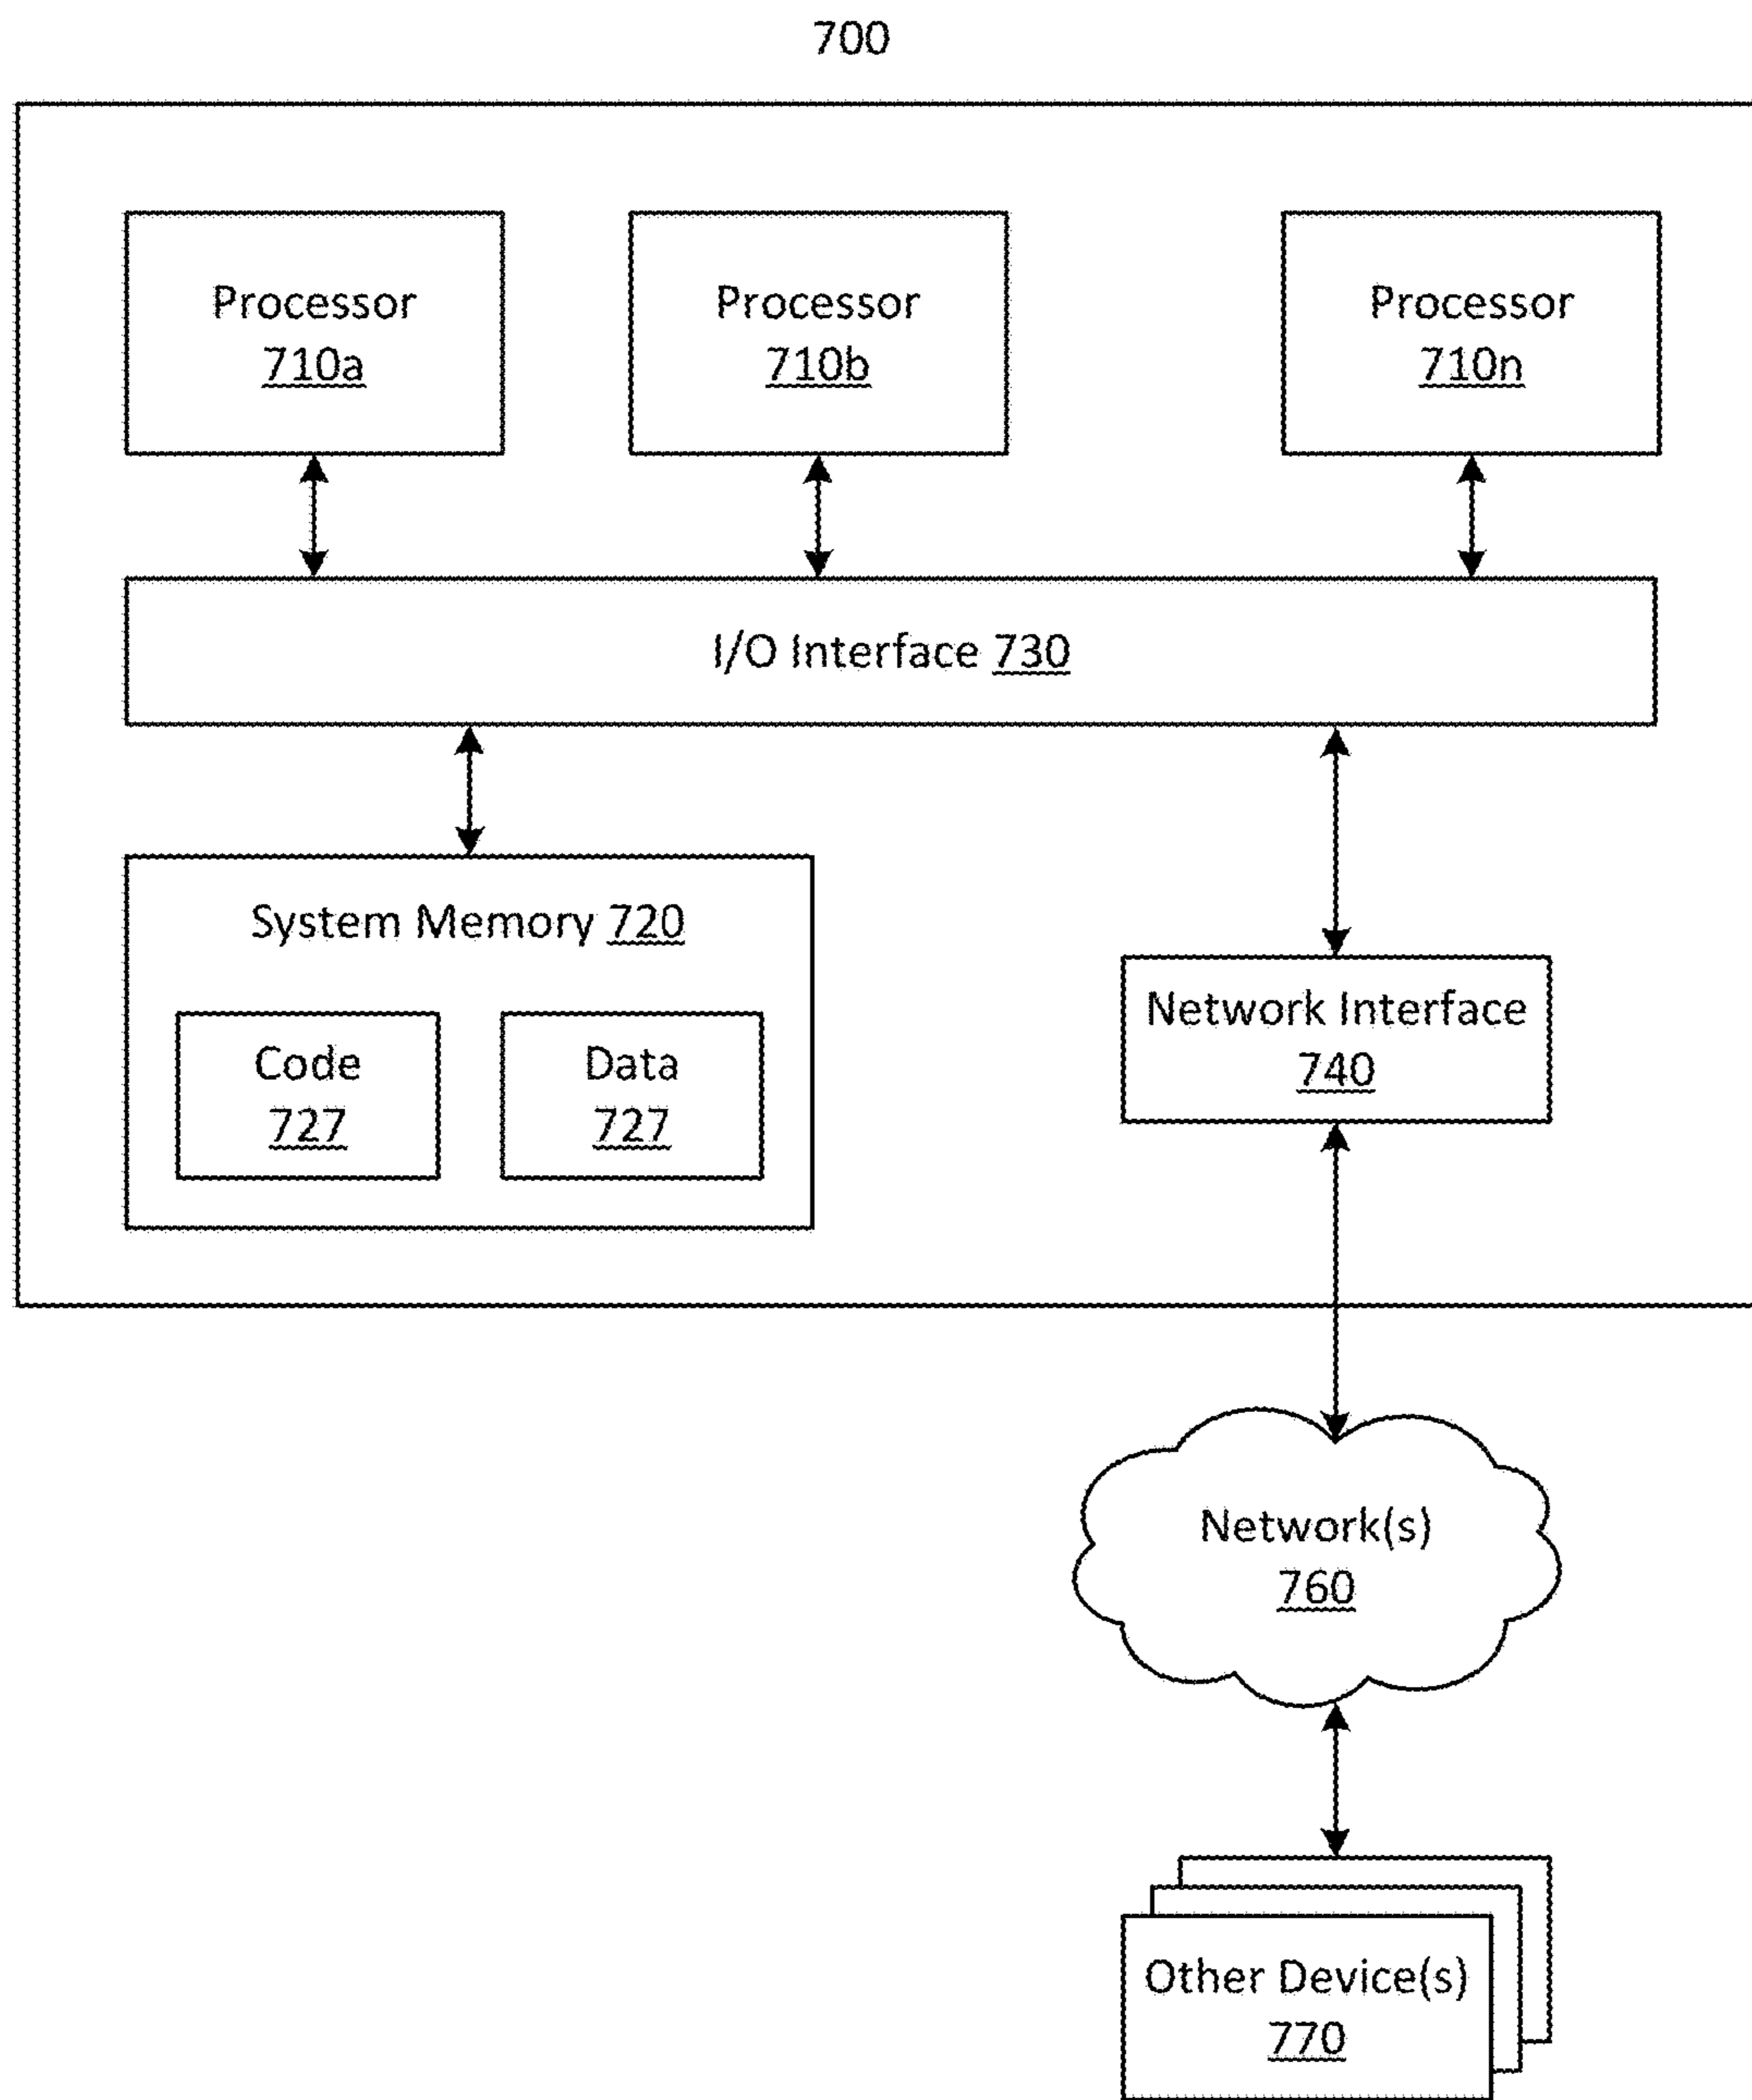 700
Processor
710a
Processor
710b
Processor
710n
I/O Interface 730
System Memory 720
Code
727
Data
727
Network Interface
740
Network(s)
760
Other Device(s)
770